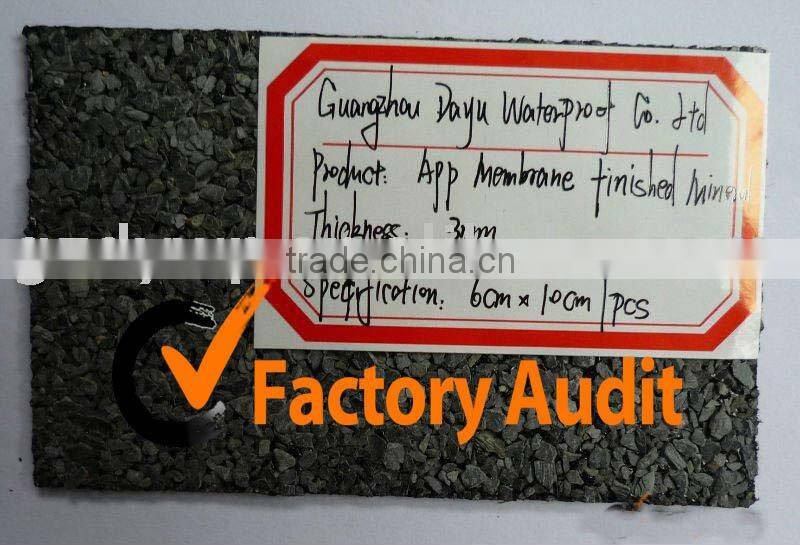 Guangzhou Dayu Waterproof Co. Ltd
Product: App Membrane finished Mineral
Thickness: 3mm
trade.china.cn
Specification: 6cm x 10cm / pcs
Factory Audit